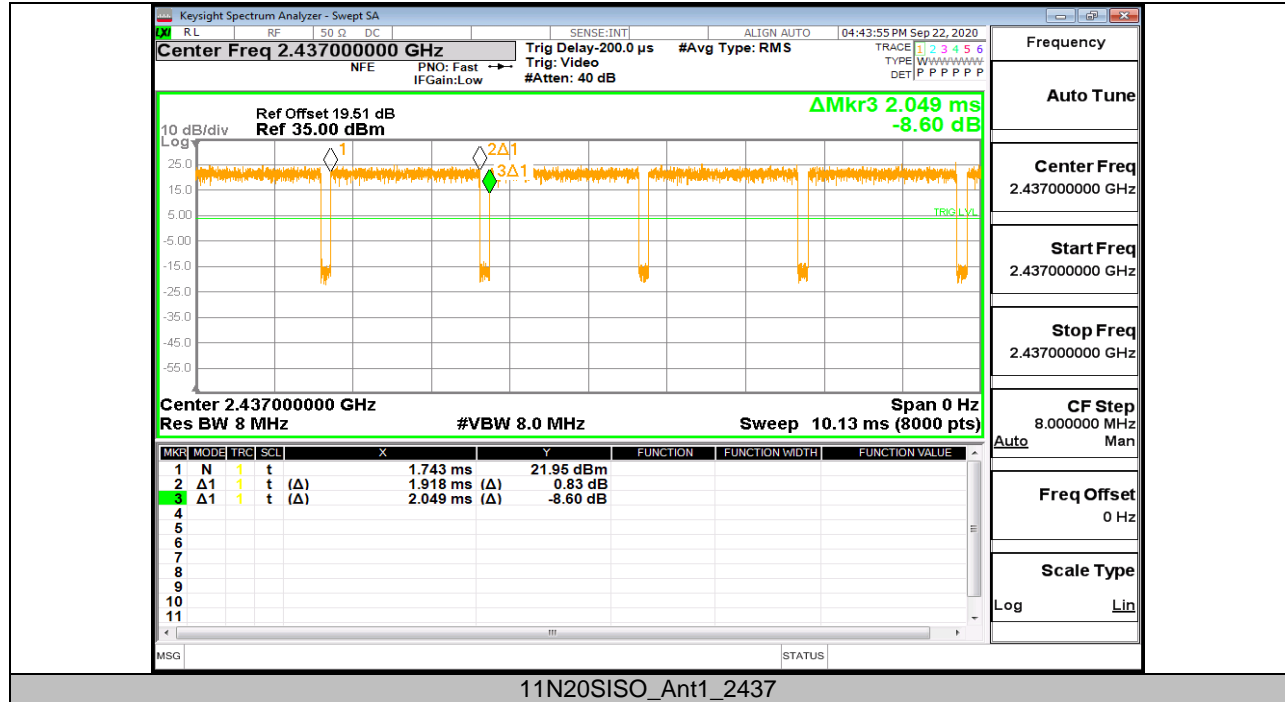 Keysight Spectrum Analyzer - Swept SA
LXI RL RF 50 Ω DC SENSE:INT ALIGN AUTO 04:43:55 PM Sep 22, 2020
Center Freq 2.437000000 GHz
NFE
PNO: Fast
IFGain:Low
Trig Delay-200.0 µs
Trig: Video
#Atten: 40 dB
#Avg Type: RMS
TRACE 1 2 3 4 5 6
TYPE WWWWWW
DET P P P P P P
ΔMkr3 2.049 ms
-8.60 dB
Ref Offset 19.51 dB
10 dB/div Ref 35.00 dBm
Log
1
2Δ1
3Δ1
25.0
15.0
5.00
TRIG LVL
-5.00
-15.0
-25.0
-35.0
-45.0
-55.0
Center 2.437000000 GHz Span 0 Hz
Res BW 8 MHz #VBW 8.0 MHz Sweep 10.13 ms (8000 pts)
MKR MODE TRC SCL X Y FUNCTION FUNCTION WIDTH FUNCTION VALUE
1 N 1 t 1.743 ms 21.95 dBm
2 Δ1 1 t (Δ) 1.918 ms (Δ) 0.83 dB
3 Δ1 1 t (Δ) 2.049 ms (Δ) -8.60 dB
4
5
6
7
8
9
10
11
MSG STATUS
Frequency
Auto Tune
Center Freq
2.437000000 GHz
Start Freq
2.437000000 GHz
Stop Freq
2.437000000 GHz
CF Step
8.000000 MHz
Auto Man
Freq Offset
0 Hz
Scale Type
Log Lin
11N20SISO_Ant1_2437